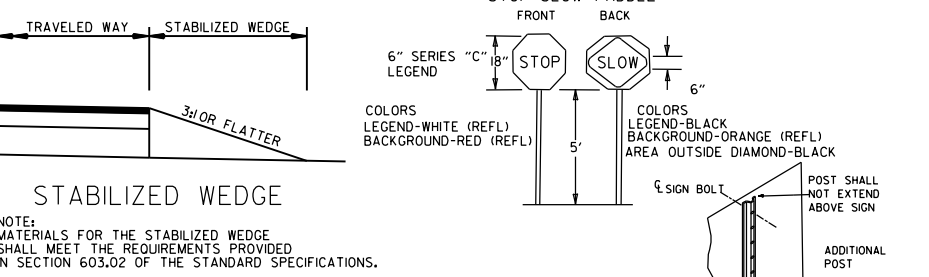 STOP SLOW PADDLE
FRONT BACK
TRAVELED WAY STABILIZED WEDGE
6" SERIES "C"
LEGEND
18"
STOP
SLOW
6"
3:1 OR FLATTER
COLORS
LEGEND-WHITE (REFL)
BACKGROUND-RED (REFL)
5'
COLORS
LEGEND-BLACK
BACKGROUND-ORANGE (REFL)
AREA OUTSIDE DIAMOND-BLACK
STABILIZED WEDGE
NOTE:
MATERIALS FOR THE STABILIZED WEDGE
SHALL MEET THE REQUIREMENTS PROVIDED
IN SECTION 603.02 OF THE STANDARD SPECIFICATIONS.
℄ SIGN BOLT
POST SHALL
NOT EXTEND
ABOVE SIGN
ADDITIONAL
POST